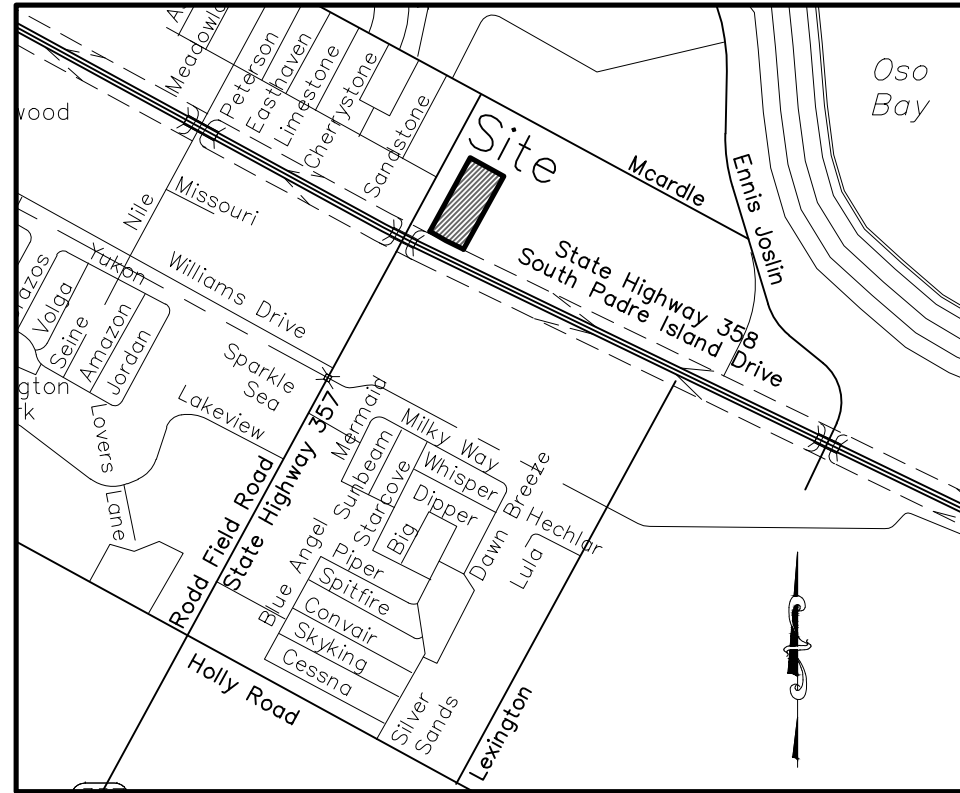 Meadowl
Peterson
Easthaven
Limestone
Cherrystone
Sandstone
Oso
Bay
wood
Site
Mcardle
Ennis Joslin
Nile
Missouri
State Highway 358
South Padre Island Drive
Yukon
Williams Drive
azos
Volga
Seine
Amazon
Jordan
Sparkle
Sea
gton
rk
Lakeview
Lovers
Lane
Mermaid
Milky Way
Sunbeam
Starcove
Whisper
Dipper
Big
Breeze
Dawn
Hechlar
Lula
Rodd Field Road
State Highway 357
Blue Angel
Piper
Spitfire
Convair
Skyking
Cessna
Holly Road
Silver
Sands
Lexington